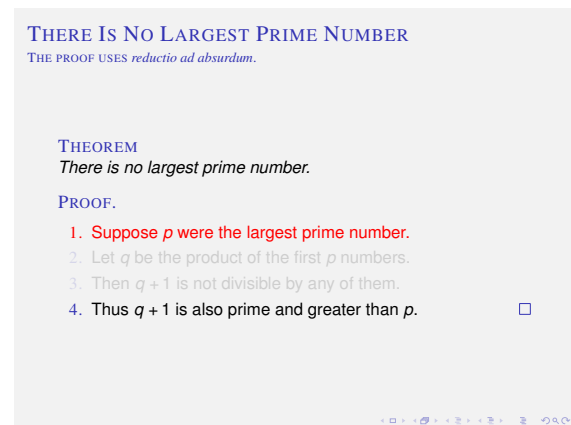 THERE IS NO LARGEST PRIME NUMBER
THE PROOF USES reductio ad absurdum.
THEOREM
There is no largest prime number.
PROOF.
1. Suppose p were the largest prime number.
2. Let q be the product of the first p numbers.
3. Then q + 1 is not divisible by any of them.
4. Thus q + 1 is also prime and greater than p.